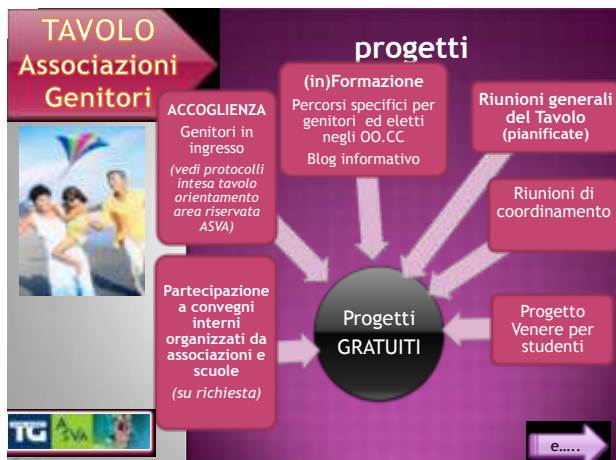 TAVOLO
Associazioni
Genitori
progetti
ACCOGLIENZA
Genitori in
ingresso
(vedi protocolli
intesa tavolo
orientamento
area riservata
ASVA)
(in)Formazione
Percorsi specifici per
genitori ed eletti
negli OO.CC
Blog informativo
Riunioni generali
del Tavolo
(pianificate)
Riunioni di
coordinamento
Partecipazione
a convegni
interni
organizzati da
associazioni e
scuole
(su richiesta)
Progetti
GRATUITI
Progetto
Venere per
studenti
TG
A
SVA
e…..